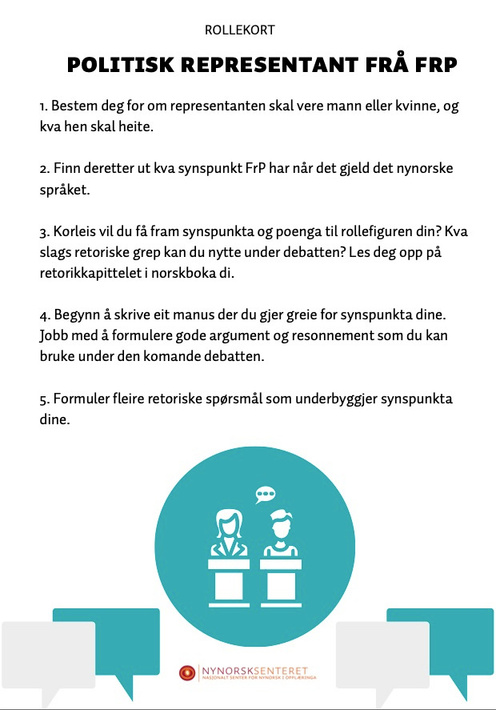 ROLLEKORT
POLITISK REPRESENTANT FRÅ FRP
1. Bestem deg for om representanten skal vere mann eller kvinne, og
kva hen skal heite.
2. Finn deretter ut kva synspunkt FrP har når det gjeld det nynorske
språket.
3. Korleis vil du få fram synspunkta og poenga til rollefiguren din? Kva
slags retoriske grep kan du nytte under debatten? Les deg opp på
retorikkapittelet i norskboka di.
4. Begynn å skrive eit manus der du gjer greie for synspunkta dine.
Jobb med å formulere gode argument og resonnement som du kan
bruke under den komande debatten.
5. Formuler fleire retoriske spørsmål som underbyggjer synspunkta
dine.
NYNORSKSENTERET
NASJONALT SENTER FOR NYNORSK I OPPLÆRINGA